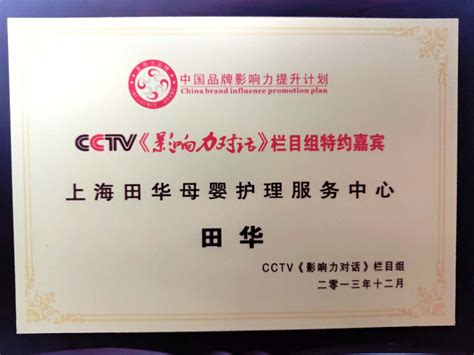 中国品牌影响力提升计划
China brand influence promotion plan
CCTV《影响力对话》栏目组特约嘉宾
上海田华母婴护理服务中心
田华
CCTV《影响力对话》栏目组
二零一三年十二月